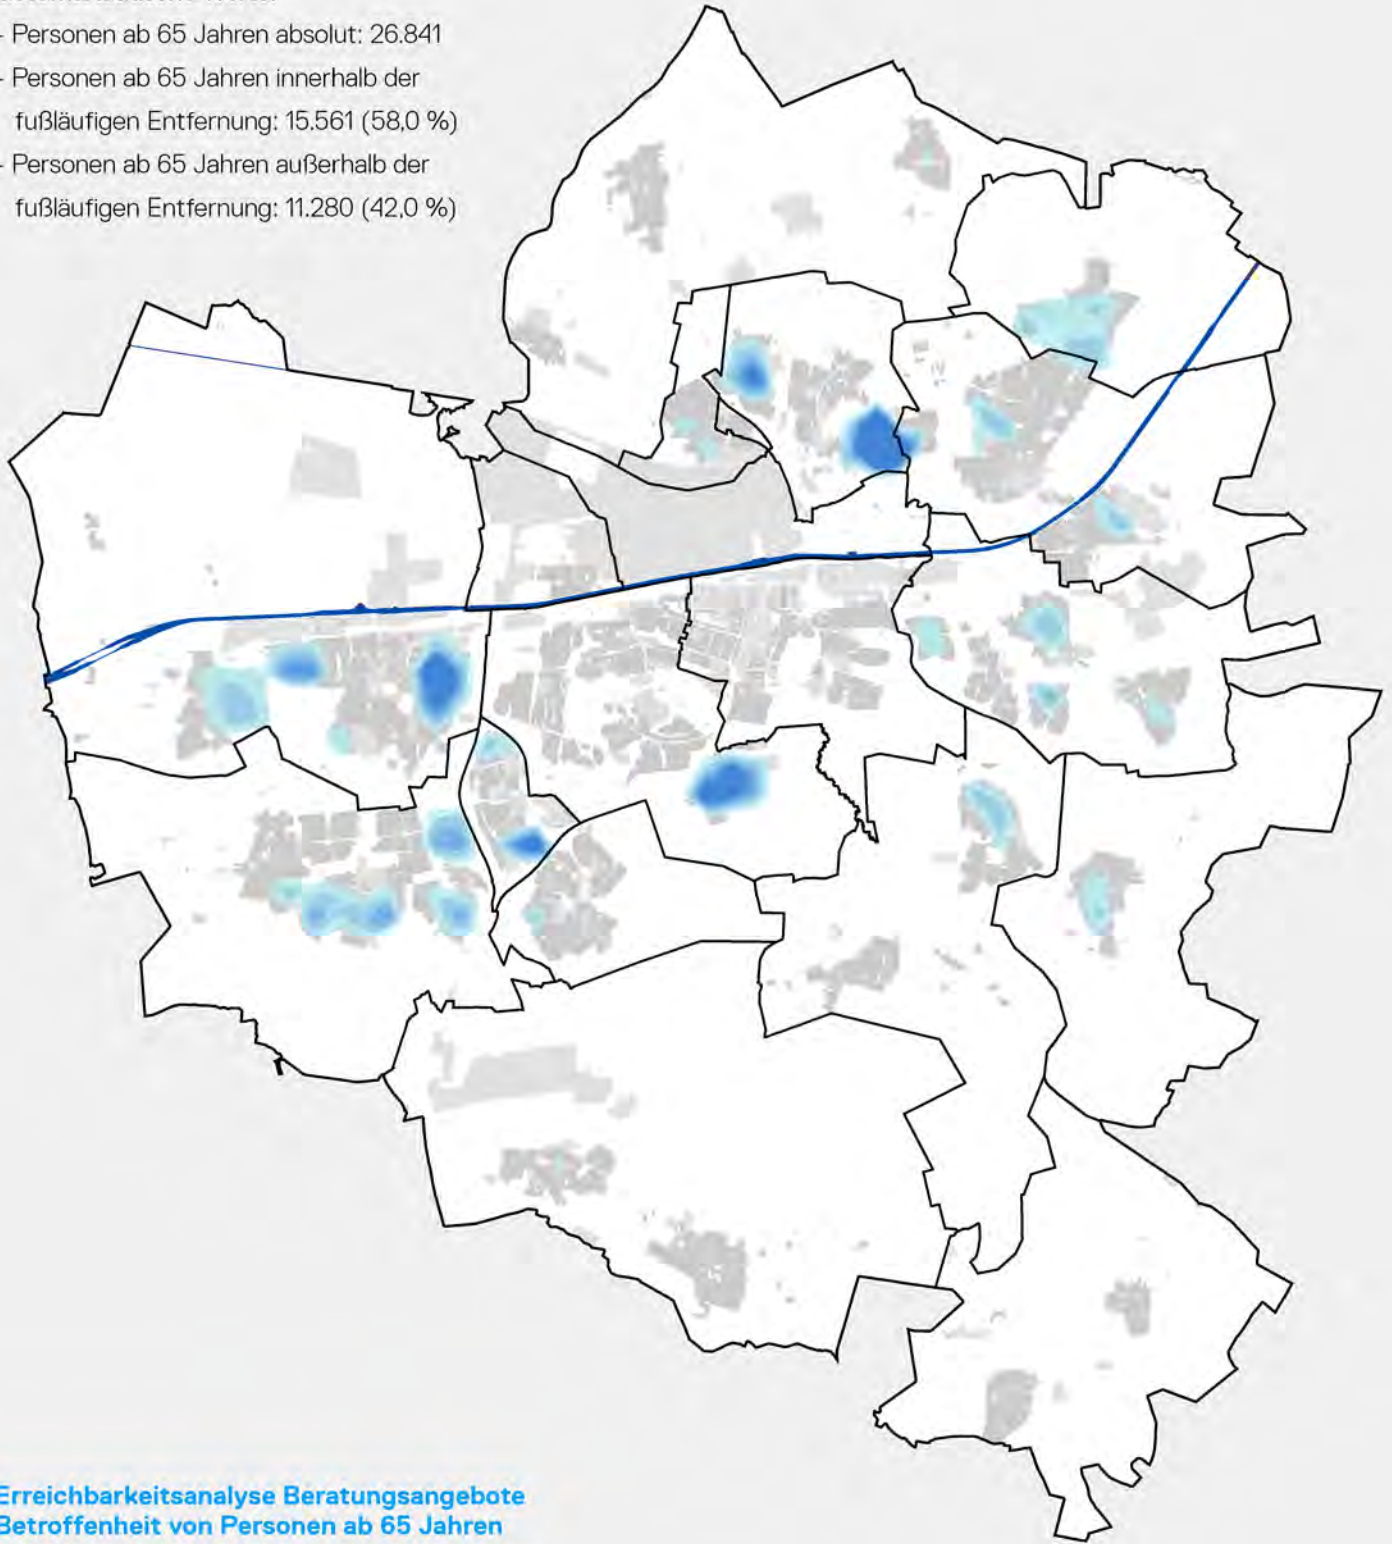 - Personen ab 65 Jahren absolut: 26.841
- Personen ab 65 Jahren innerhalb der
fußläufigen Entfernung: 15.561 (58,0 %)
- Personen ab 65 Jahren außerhalb der
fußläufigen Entfernung: 11.280 (42,0 %)
Erreichbarkeitsanalyse Beratungsangebote
Betroffenheit von Personen ab 65 Jahren